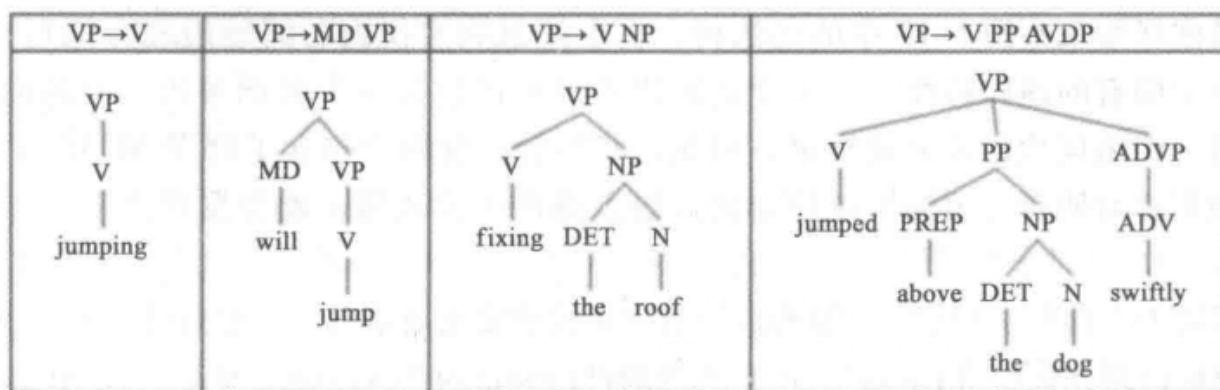 VP→V VP→MD VP VP→ V NP VP→ V PP AVDP
VP VP VP VP
V MD VP V NP V PP ADVP
jumping will V fixing DET N jumped PREP NP ADV
jump the roof above DET N swiftly
the dog